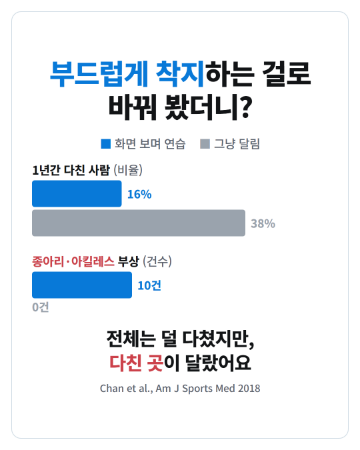 부드럽게 착지하는 걸로
바꿔 봤더니?
화면 보며 연습 그냥 달림
1년간 다친 사람 (비율)
16%
38%
종아리·아킬레스 부상 (건수)
10건
0건
전체는 덜 다쳤지만,
다친 곳이 달랐어요
Chan et al., Am J Sports Med 2018